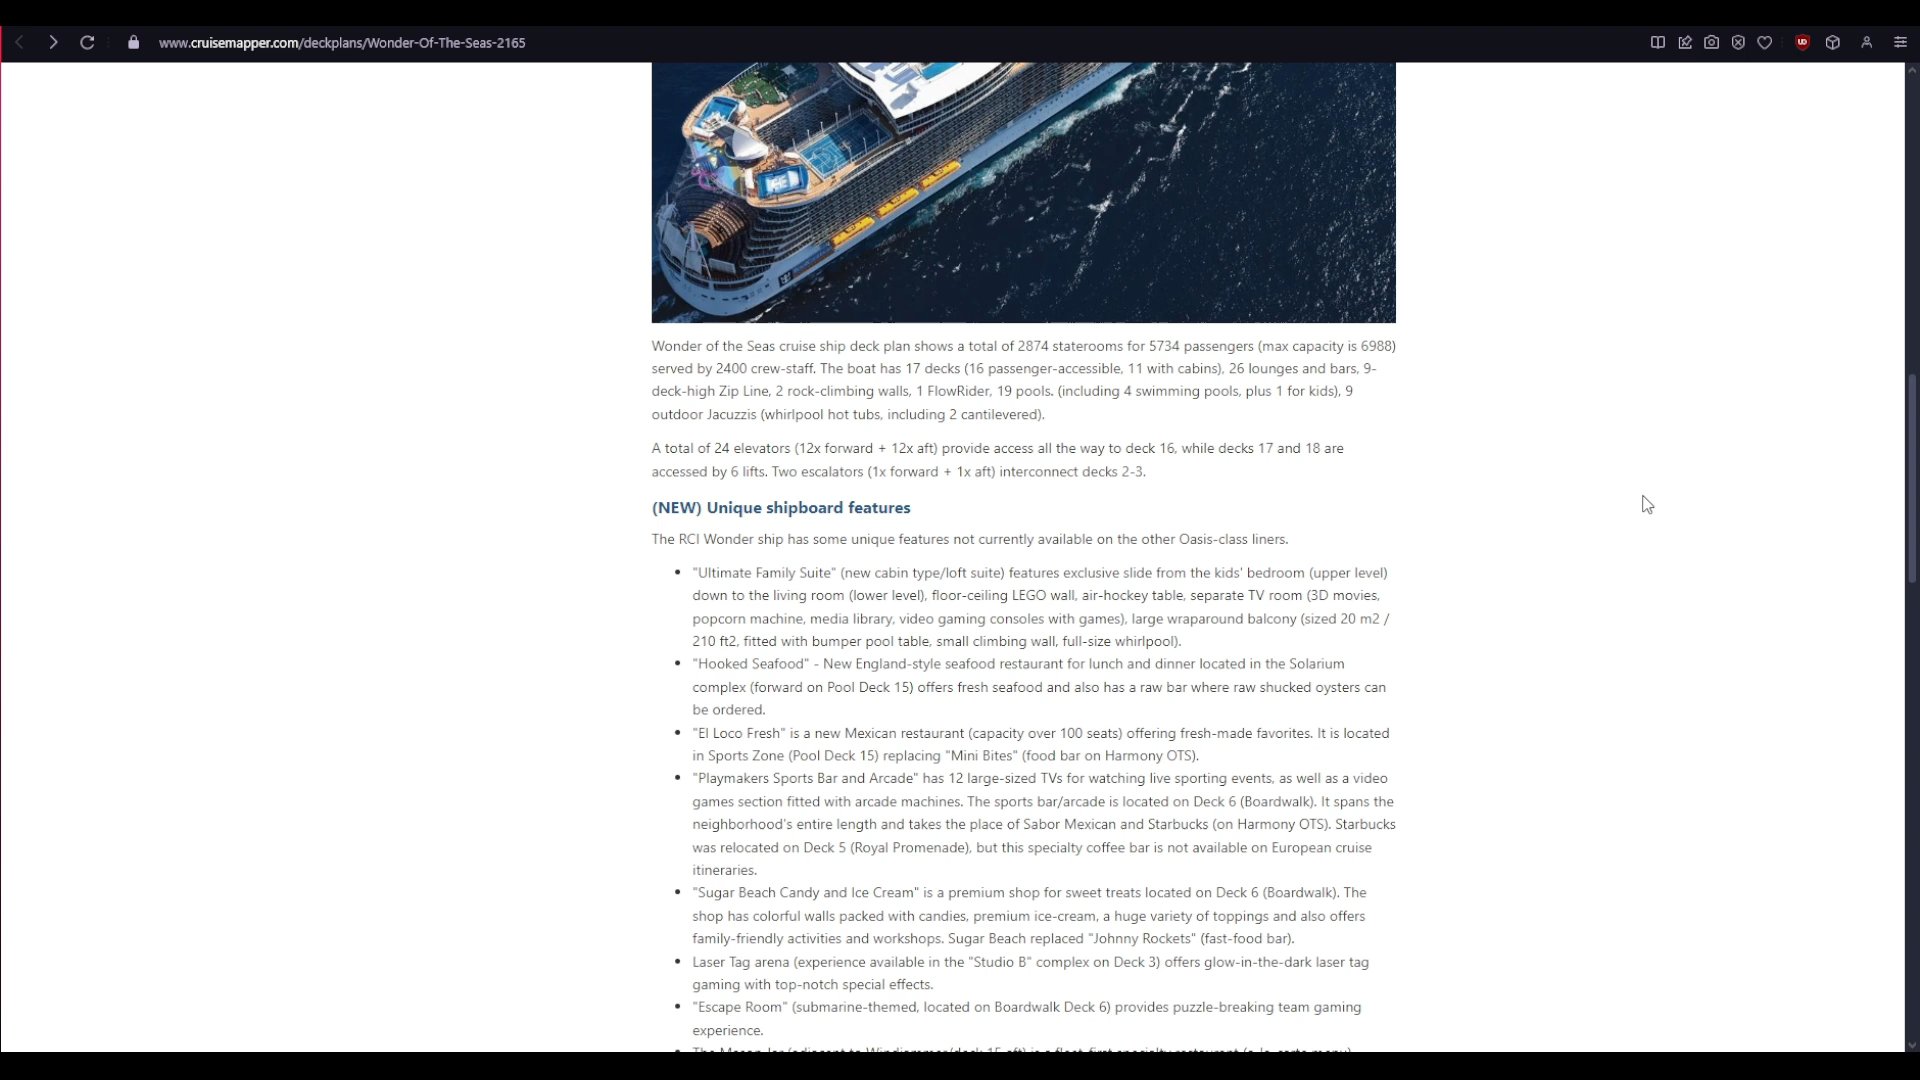 www.cruisemapper.com/deckplans/Wonder-Of-The-Seas-2165
Wonder of the Seas cruise ship deck plan shows a total of 2874 staterooms for 5734 passengers (max capacity is 6988)
served by 2400 crew-staff. The boat has 17 decks (16 passenger-accessible, 11 with cabins), 26 lounges and bars, 9-
deck-high Zip Line, 2 rock-climbing walls, 1 FlowRider, 19 pools. (including 4 swimming pools, plus 1 for kids), 9
outdoor Jacuzzis (whirlpool hot tubs, including 2 cantilevered).
A total of 24 elevators (12x forward + 12x aft) provide access all the way to deck 16, while decks 17 and 18 are
accessed by 6 lifts. Two escalators (1x forward + 1x aft) interconnect decks 2-3.
(NEW) Unique shipboard features
The RCI Wonder ship has some unique features not currently available on the other Oasis-class liners.
• "Ultimate Family Suite" (new cabin type/loft suite) features exclusive slide from the kids' bedroom (upper level)
down to the living room (lower level), floor-ceiling LEGO wall, air-hockey table, separate TV room (3D movies,
popcorn machine, media library, video gaming consoles with games), large wraparound balcony (sized 20 m2 /
210 ft2, fitted with bumper pool table, small climbing wall, full-size whirlpool).
• "Hooked Seafood" - New England-style seafood restaurant for lunch and dinner located in the Solarium
complex (forward on Pool Deck 15) offers fresh seafood and also has a raw bar where raw shucked oysters can
be ordered.
• "El Loco Fresh" is a new Mexican restaurant (capacity over 100 seats) offering fresh-made favorites. It is located
in Sports Zone (Pool Deck 15) replacing "Mini Bites" (food bar on Harmony OTS).
• "Playmakers Sports Bar and Arcade" has 12 large-sized TVs for watching live sporting events, as well as a video
games section fitted with arcade machines. The sports bar/arcade is located on Deck 6 (Boardwalk). It spans the
neighborhood's entire length and takes the place of Sabor Mexican and Starbucks (on Harmony OTS). Starbucks
was relocated on Deck 5 (Royal Promenade), but this specialty coffee bar is not available on European cruise
itineraries.
• "Sugar Beach Candy and Ice Cream" is a premium shop for sweet treats located on Deck 6 (Boardwalk). The
shop has colorful walls packed with candies, premium ice-cream, a huge variety of toppings and also offers
family-friendly activities and workshops. Sugar Beach replaced "Johnny Rockets" (fast-food bar).
• Laser Tag arena (experience available in the "Studio B" complex on Deck 3) offers glow-in-the-dark laser tag
gaming with top-notch special effects.
• "Escape Room" (submarine-themed, located on Boardwalk Deck 6) provides puzzle-breaking team gaming
experience.